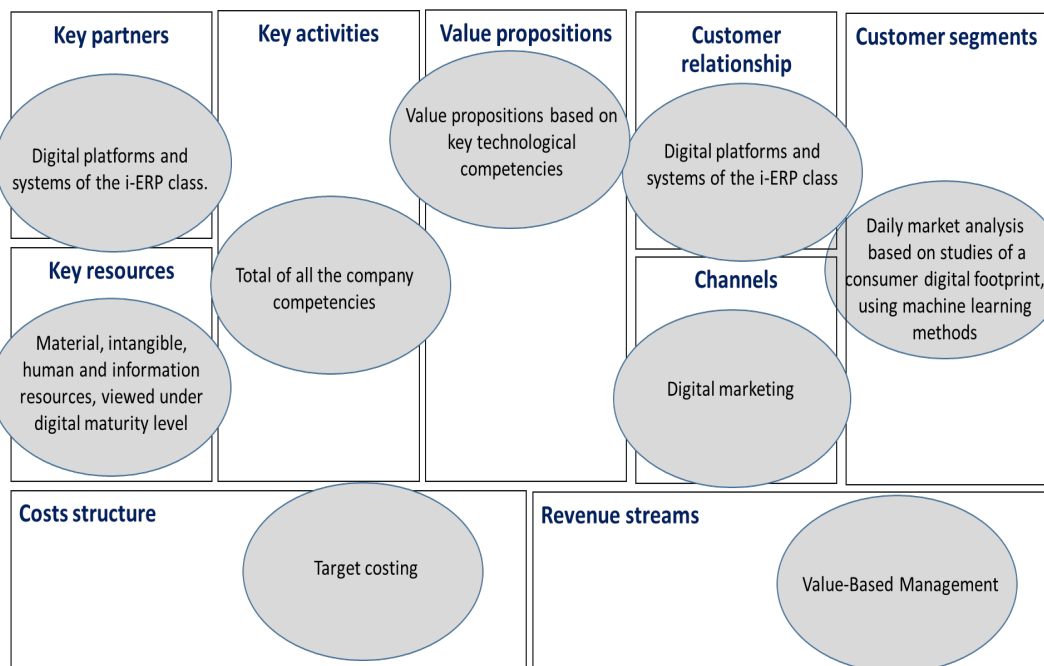 Key partners
Digital platforms and
systems of the i-ERP class.
Key resources
Material, intangible,
human and information
resources, viewed under
digital maturity level
Key activities
Total of all the company
competencies
Value propositions
Value propositions based on
key technological
competencies
Customer
relationship
Digital platforms and
systems of the i-ERP class
Channels
Digital marketing
Customer segments
Daily market analysis
based on studies of a
consumer digital footprint,
using machine learning
methods
Costs structure
Target costing
Revenue streams
Value-Based Management